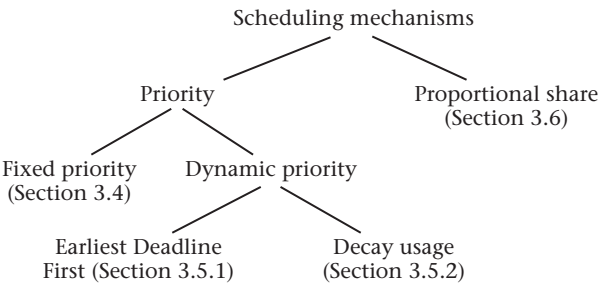 Scheduling mechanisms
Priority
Proportional share
(Section 3.6)
Fixed priority
(Section 3.4)
Dynamic priority
Earliest Deadline
First (Section 3.5.1)
Decay usage
(Section 3.5.2)